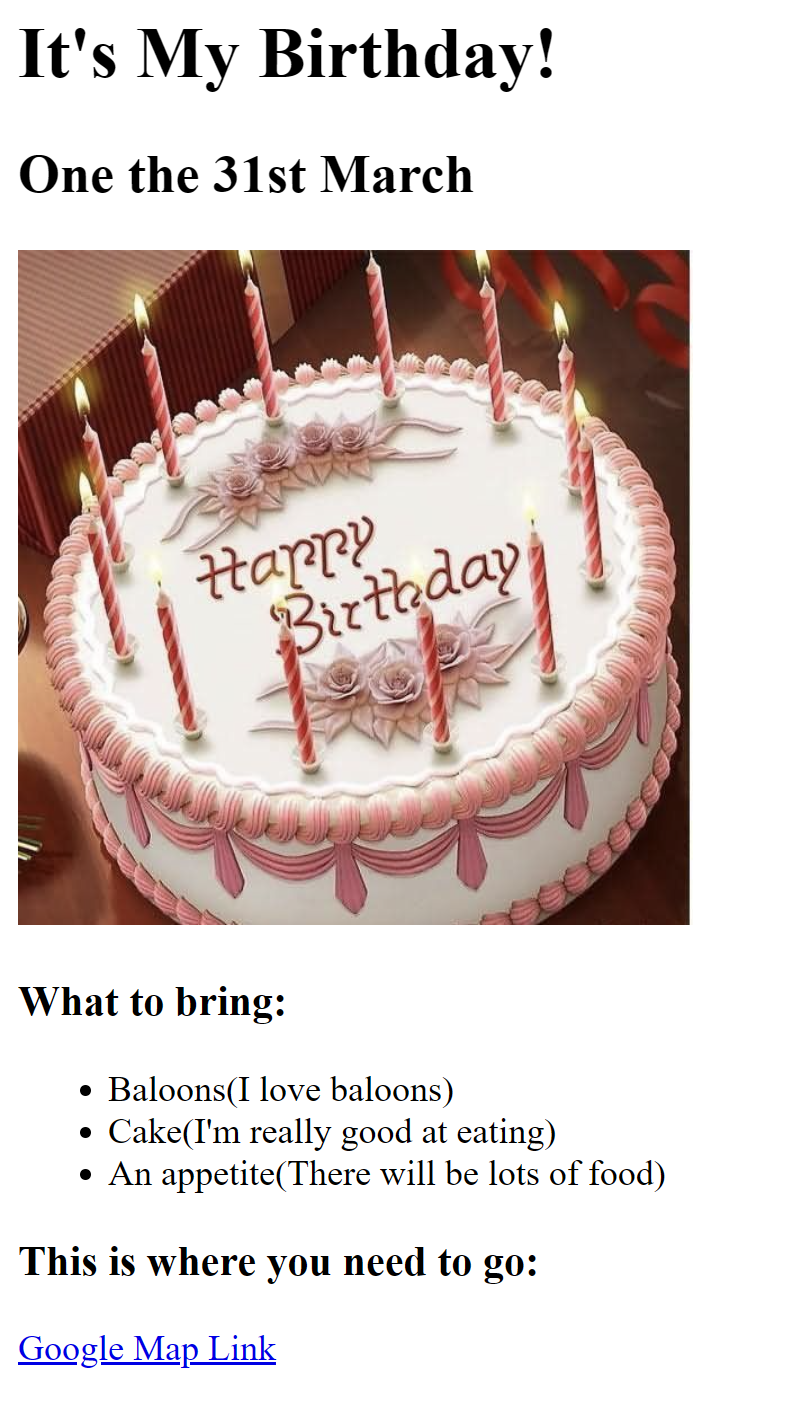 It's My Birthday!
One the 31st March
Happy
Birthday
What to bring:
Baloons(I love baloons)
Cake(I'm really good at eating)
An appetite(There will be lots of food)
This is where you need to go:
Google Map Link